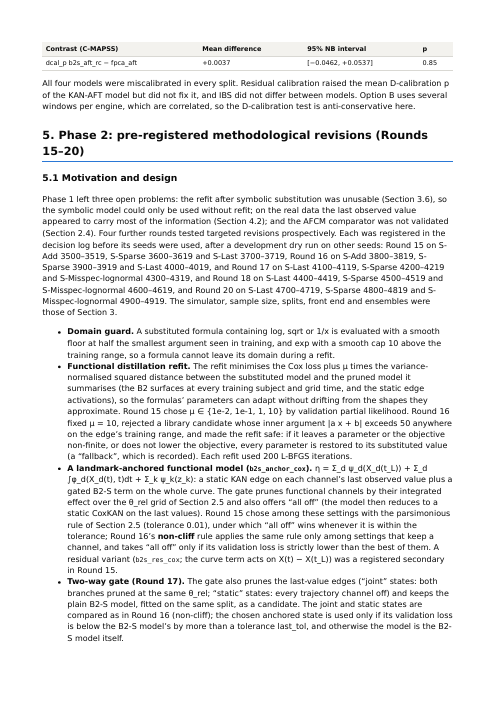 Contrast (C-MAPSS) Mean difference 95% NB interval p
dcal_p b2s_aft_rc − fpca_aft +0.0037 [−0.0462, +0.0537] 0.85
All four models were miscalibrated in every split. Residual calibration raised the mean D-calibration p
of the KAN-AFT model but did not fix it, and IBS did not differ between models. Option B uses several
windows per engine, which are correlated, so the D-calibration test is anti-conservative here.
5. Phase 2: pre-registered methodological revisions (Rounds
15–20)
5.1 Motivation and design
Phase 1 left three open problems: the refit after symbolic substitution was unusable (Section 3.6), so
the symbolic model could only be used without refit; on the real data the last observed value
appeared to carry most of the information (Section 4.2); and the AFCM comparator was not validated
(Section 2.4). Four further rounds tested targeted revisions prospectively. Each was registered in the
decision log before its seeds were used, after a development dry run on other seeds: Round 15 on S-
Add 3500–3519, S-Sparse 3600–3619 and S-Last 3700–3719, Round 16 on S-Add 3800–3819, S-
Sparse 3900–3919 and S-Last 4000–4019, and Round 17 on S-Last 4100–4119, S-Sparse 4200–4219
and S-Misspec-lognormal 4300–4319, and Round 18 on S-Last 4400–4419, S-Sparse 4500–4519 and
S-Misspec-lognormal 4600–4619, and Round 20 on S-Last 4700–4719, S-Sparse 4800–4819 and S-
Misspec-lognormal 4900–4919. The simulator, sample size, splits, front end and ensembles were
those of Section 3.
• Domain guard. A substituted formula containing log, sqrt or 1/x is evaluated with a smooth
floor at half the smallest argument seen in training, and exp with a smooth cap 10 above the
training range, so a formula cannot leave its domain during a refit.
• Functional distillation refit. The refit minimises the Cox loss plus μ times the variance-
normalised squared distance between the substituted model and the pruned model it
summarises (the B2 surfaces at every training subject and grid time, and the static edge
activations), so the formulas’ parameters can adapt without drifting from the shapes they
approximate. Round 15 chose μ ∈ {1e-2, 1e-1, 1, 10} by validation partial likelihood. Round 16
fixed μ = 10, rejected a library candidate whose inner argument |a x + b| exceeds 50 anywhere
on the edge’s training range, and made the refit safe: if it leaves a parameter or the objective
non-finite, or does not lower the objective, every parameter is restored to its substituted value
(a “fallback”, which is recorded). Each refit used 200 L-BFGS iterations.
• A landmark-anchored functional model (b2s_anchor_cox). η = Σ_d ψ_d(X_d(t_L)) + Σ_d
∫φ_d(X_d(t), t)dt + Σ_k ψ_k(z_k): a static KAN edge on each channel’s last observed value plus a
gated B2-S term on the whole curve. The gate prunes functional channels by their integrated
effect over the θ_rel grid of Section 2.5 and also offers “all off” (the model then reduces to a
static CoxKAN on the last values). Round 15 chose among these settings with the parsimonious
rule of Section 2.5 (tolerance 0.01), under which “all off” wins whenever it is within the
tolerance; Round 16’s non-cliff rule applies the same rule only among settings that keep a
channel, and takes “all off” only if its validation loss is strictly lower than the best of them. A
residual variant (b2s_res_cox; the curve term acts on X(t) − X(t_L)) was a registered secondary
in Round 15.
• Two-way gate (Round 17). The gate also prunes the last-value edges (“joint” states: both
branches pruned at the same θ_rel; “static” states: every trajectory channel off) and keeps the
plain B2-S model, fitted on the same split, as a candidate. The joint and static states are
compared as in Round 16 (non-cliff); the chosen anchored state is used only if its validation loss
is below the B2-S model’s by more than a tolerance last_tol, and otherwise the model is the B2-
S model itself.